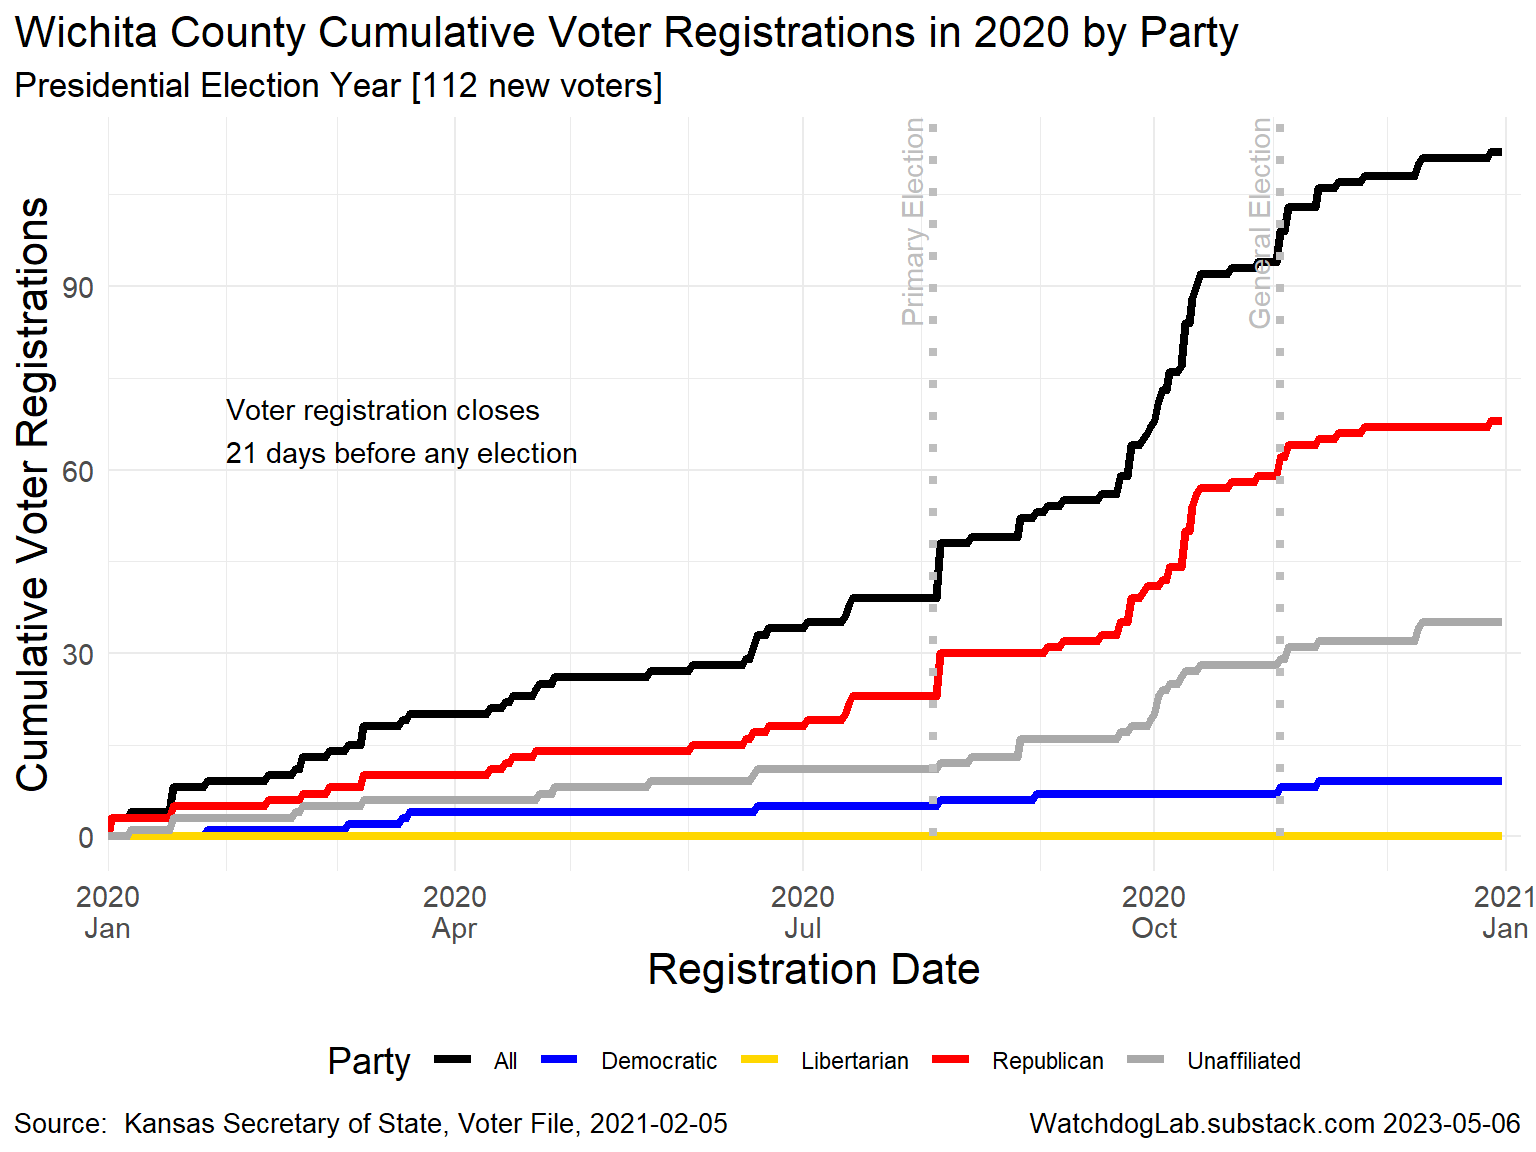 Wichita County Cumulative Voter Registrations in 2020 by Party
Presidential Election Year [112 new voters]
Cumulative Voter Registrations
90
60
30
0
Voter registration closes
21 days before any election
Primary Election
General Election
2020
Jan
2020
Apr
2020
Jul
2020
Oct
2021
Jan
Registration Date
Party
All
Democratic
Libertarian
Republican
Unaffiliated
Source:  Kansas Secretary of State, Voter File, 2021-02-05
WatchdogLab.substack.com 2023-05-06